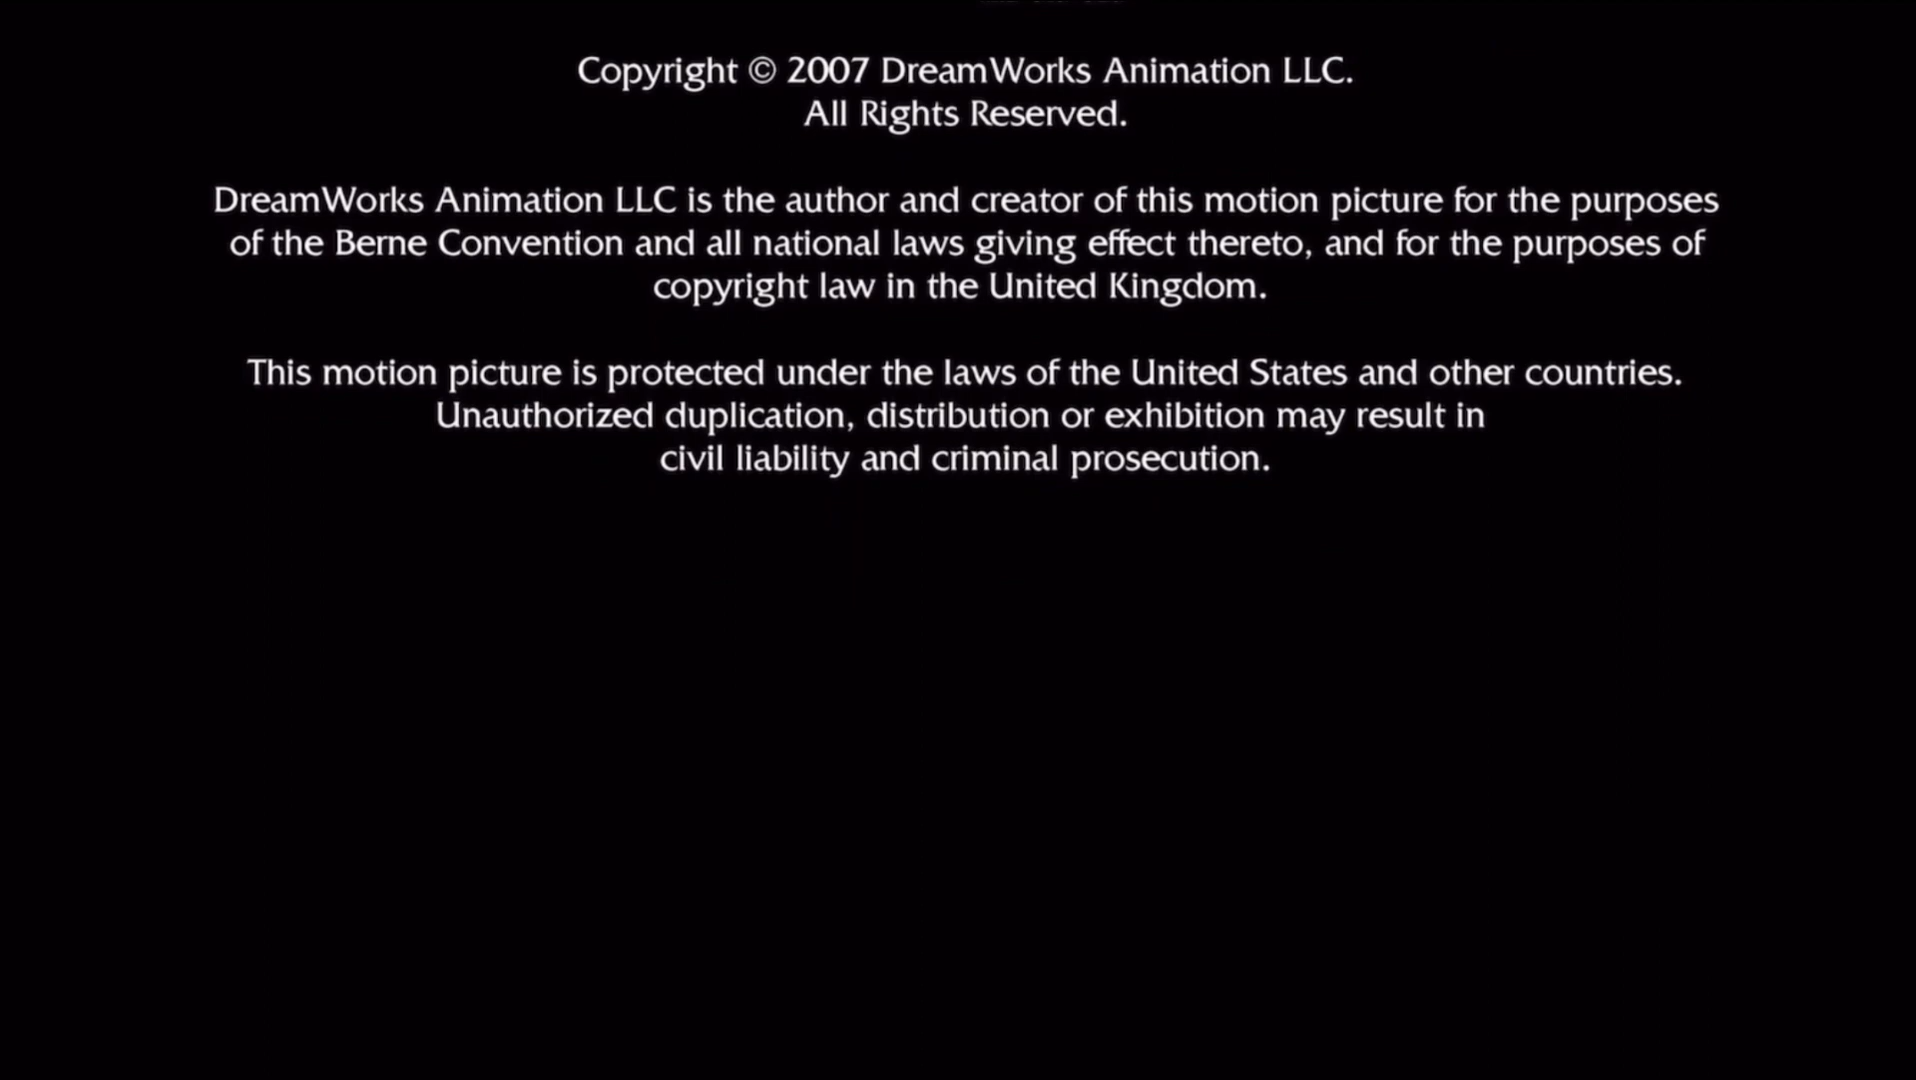 Copyright © 2007 DreamWorks Animation LLC.
All Rights Reserved.
DreamWorks Animation LLC is the author and creator of this motion picture for the purposes
of the Berne Convention and all national laws giving effect thereto, and for the purposes of
copyright law in the United Kingdom.
This motion picture is protected under the laws of the United States and other countries.
Unauthorized duplication, distribution or exhibition may result in
civil liability and criminal prosecution.